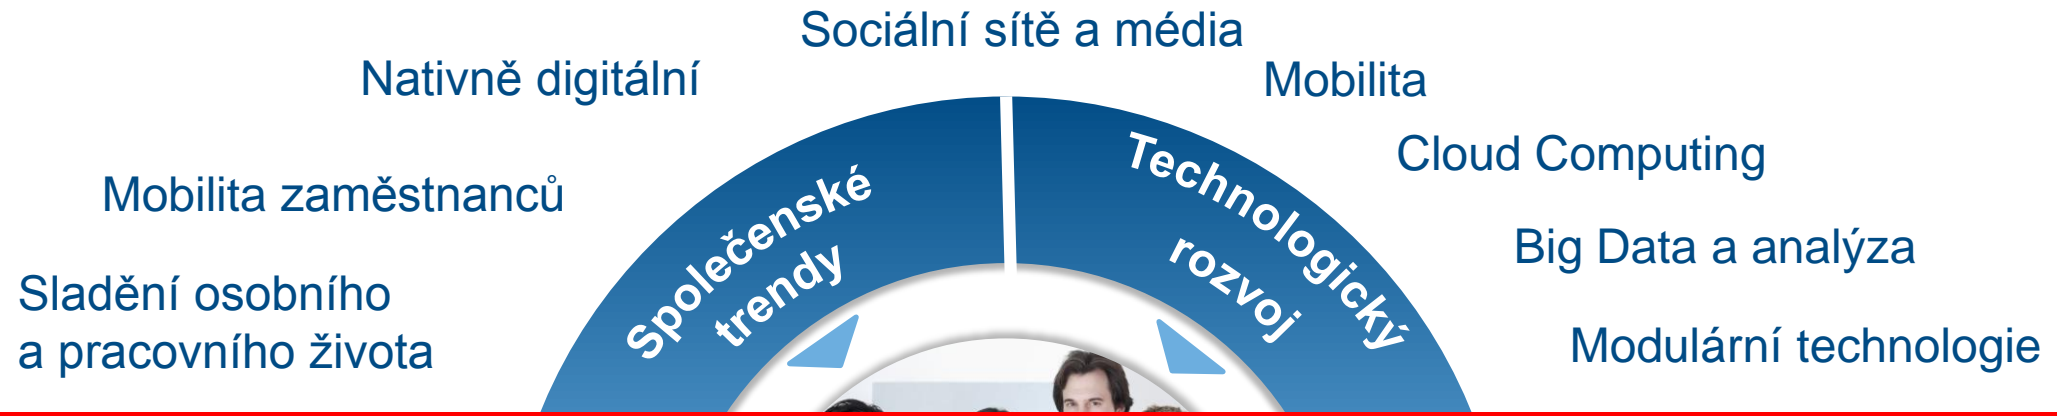 Sociální sítě a média
Nativně digitální
Mobilita
Cloud Computing
Mobilita zaměstnanců
Společenské
trendy
Technologický
rozvoj
Big Data a analýza
Sladění osobního
a pracovního života
Modulární technologie